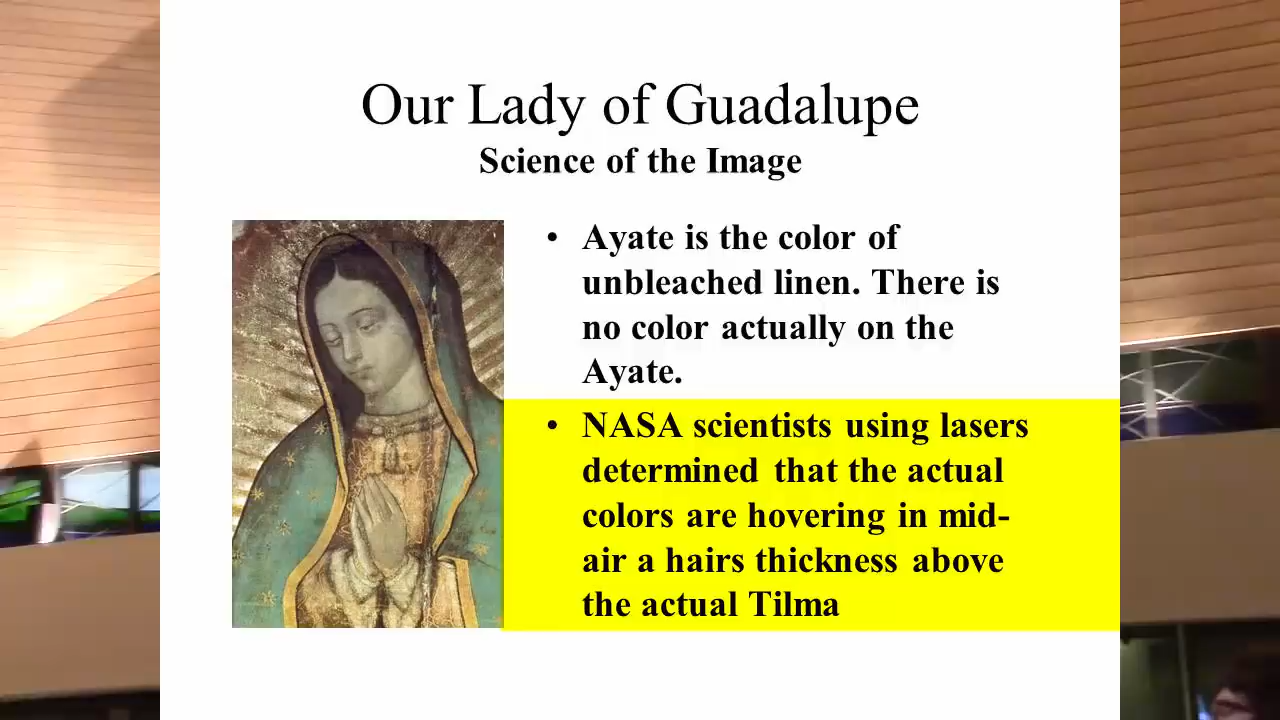 Our Lady of Guadalupe
Science of the Image
• Ayate is the color of
unbleached linen. There is
no color actually on the
Ayate.
• NASA scientists using lasers
determined that the actual
colors are hovering in mid-
air a hairs thickness above
the actual Tilma